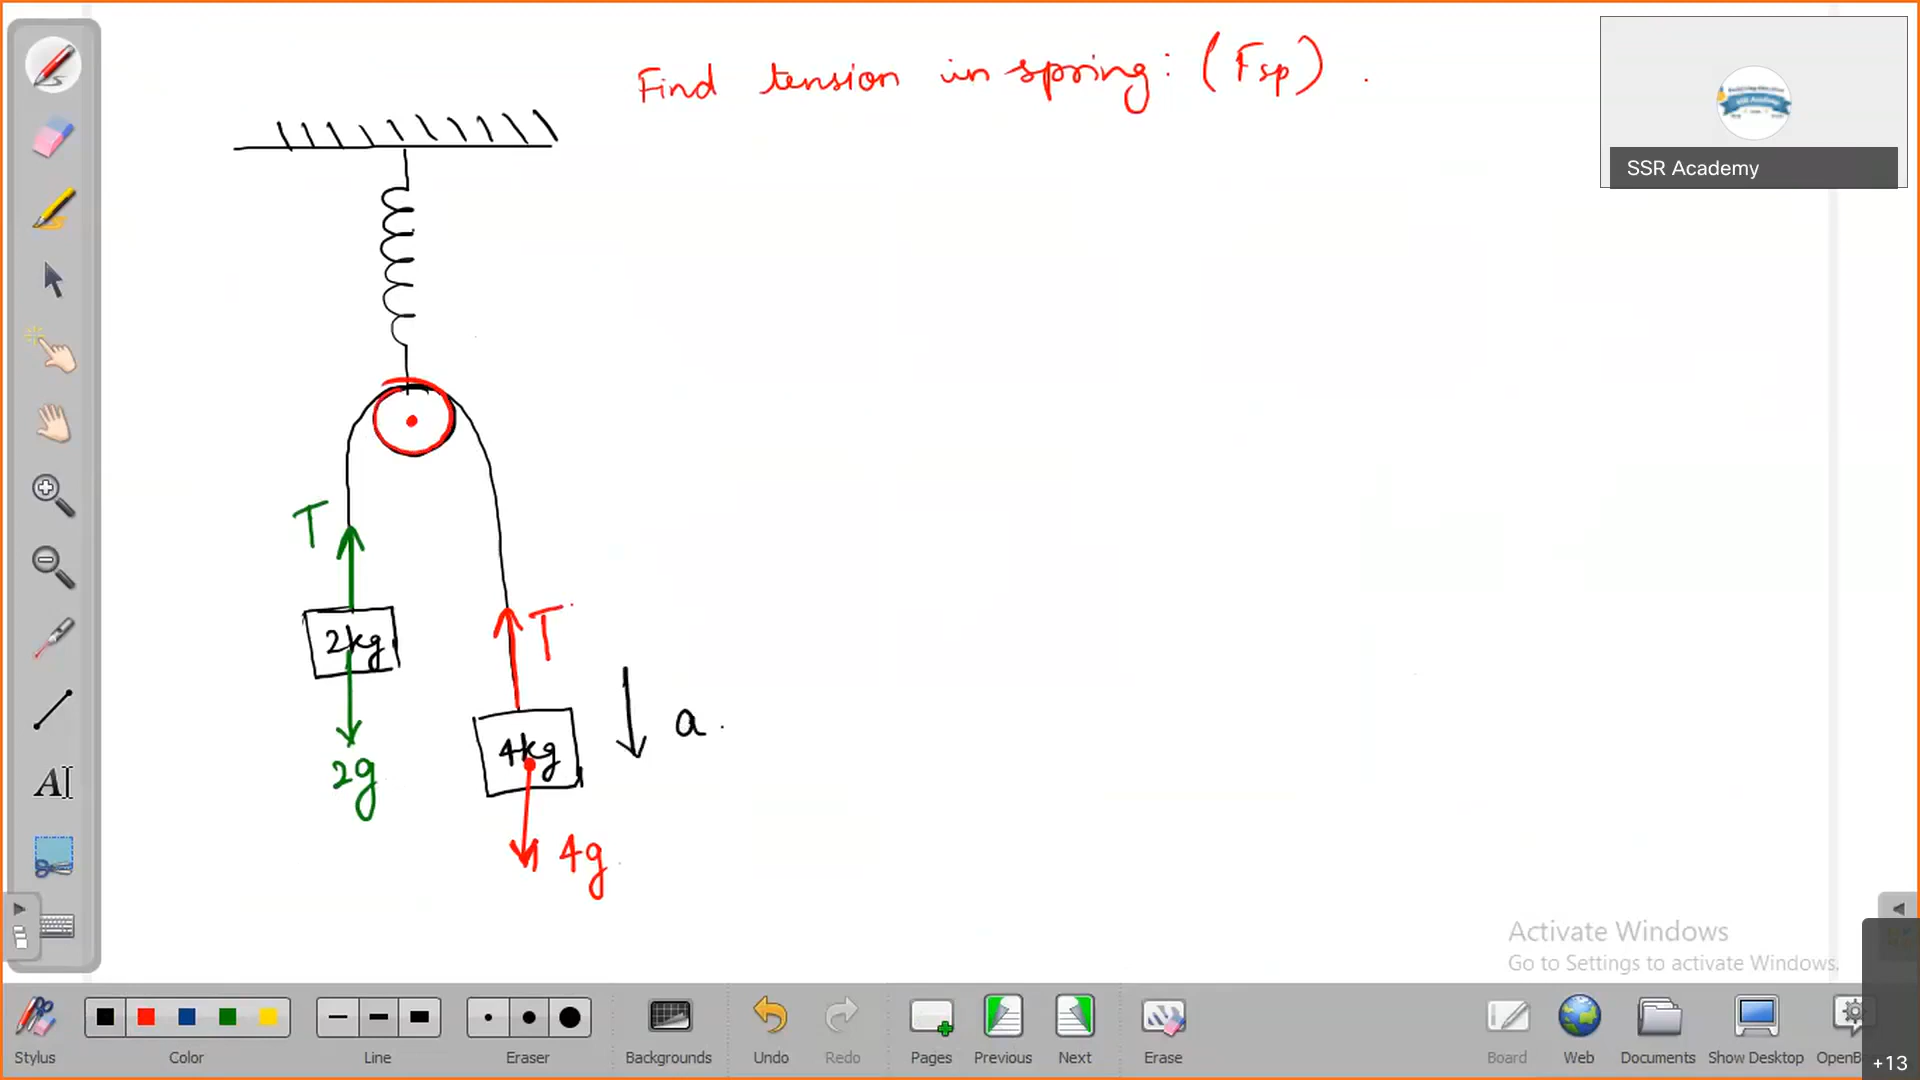 Find tension in spring: (Fsp).
SSR Academy
T
T
2kg
4kg
a.
2g
4g
Activate Windows
Go to Settings to activate Windows.
Stylus
Color
Line
Eraser
Backgrounds
Undo
Redo
Pages
Previous
Next
Erase
Board
Web
Documents
Show Desktop
OpenBo
+13